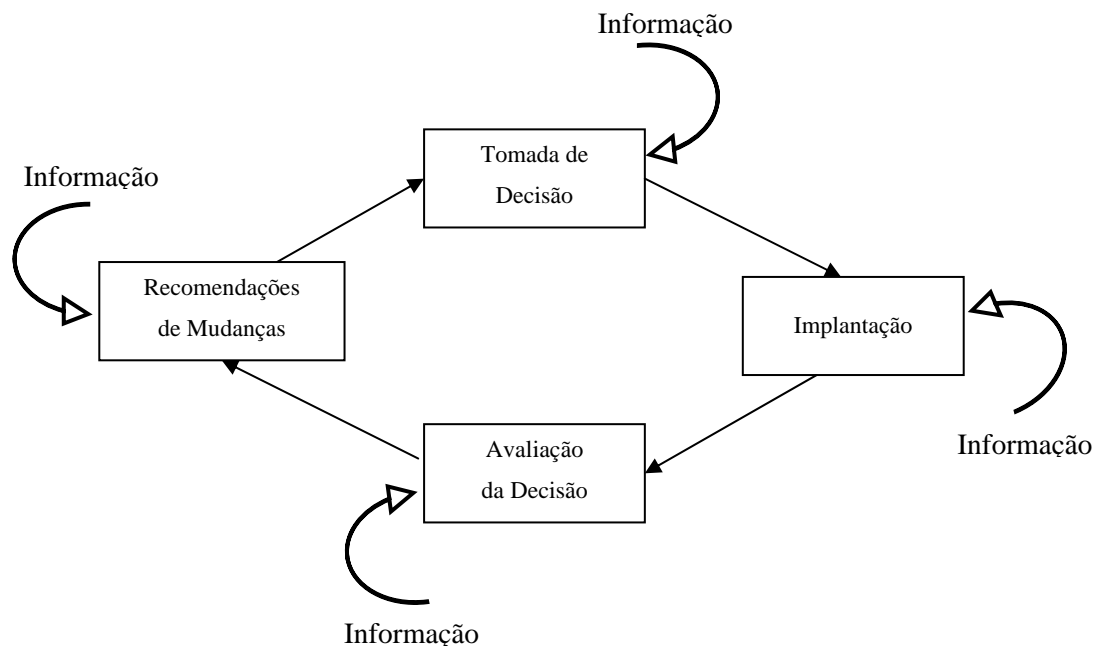 Informação
Tomada de
Decisão
Informação
Recomendações
de Mudanças
Implantação
Informação
Avaliação
da Decisão
Informação